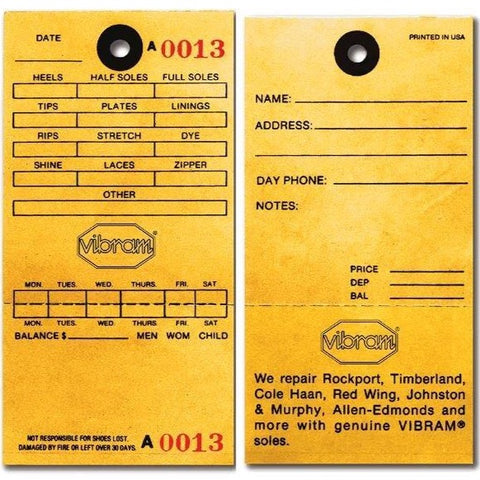 DATE
A 0013
HEELS HALF SOLES FULL SOLES
TIPS PLATES LININGS
RIPS STRETCH DYE
SHINE LACES ZIPPER
OTHER
vibram®
MON. TUES. WED. THURS. FRI. SAT
MON. TUES. WED. THURS. FRI. SAT
BALANCE $ MEN WOM CHILD
NOT RESPONSIBLE FOR SHOES LOST.
DAMAGED BY FIRE OR LEFT OVER 30 DAYS.
A 0013
PRINTED IN USA
NAME:
ADDRESS:
DAY PHONE:
NOTES:
PRICE
DEP
BAL
vibram®
We repair Rockport, Timberland,
Cole Haan, Red Wing, Johnston
& Murphy, Allen-Edmonds and
more with genuine VIBRAM®
soles.